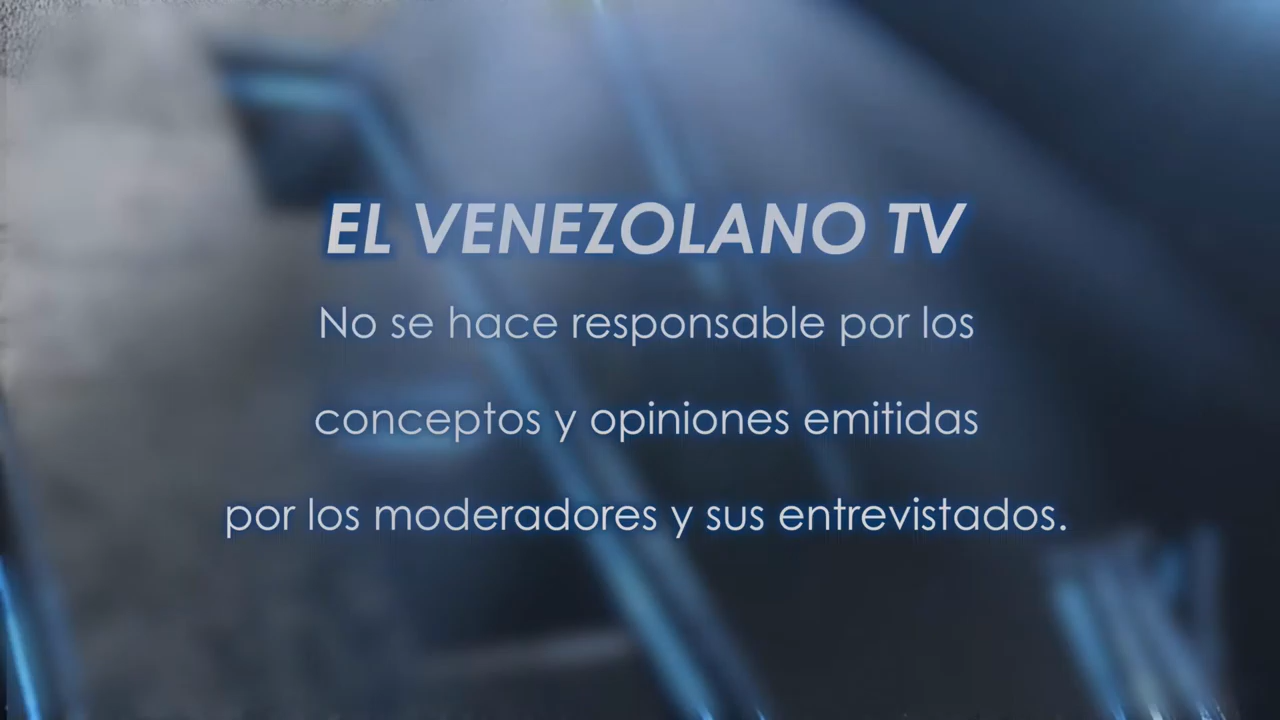 EL VENEZOLANO TV
No se hace responsable por los
conceptos y opiniones emitidas
por los moderadores y sus entrevistados.